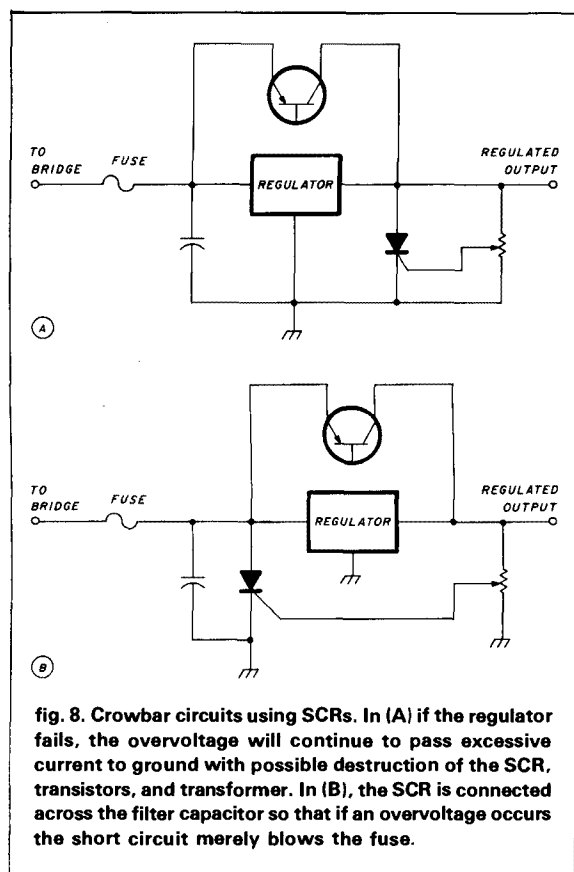 TO
BRIDGE
FUSE
REGULATOR
REGULATED
OUTPUT
A
TO
BRIDGE
FUSE
REGULATOR
REGULATED
OUTPUT
B
fig. 8. Crowbar circuits using SCRs. In (A) if the regulator
fails, the overvoltage will continue to pass excessive
current to ground with possible destruction of the SCR,
transistors, and transformer. In (B), the SCR is connected
across the filter capacitor so that if an overvoltage occurs
the short circuit merely blows the fuse.